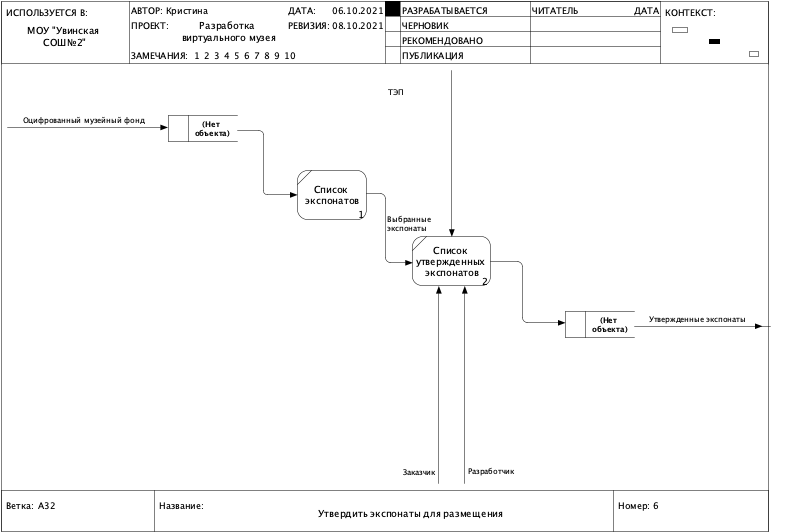 ИСПОЛЬЗУЕТСЯ В:
МОУ "Увинская
СОШ№2"
АВТОР: Кристина
ДАТА: 06.10.2021
ПРОЕКТ: Разработка
виртуального музея
РЕВИЗИЯ: 08.10.2021
ЗАМЕЧАНИЯ: 1 2 3 4 5 6 7 8 9 10
РАЗРАБАТЫВАЕТСЯ
ЧЕРНОВИК
РЕКОМЕНДОВАНО
ПУБЛИКАЦИЯ
ЧИТАТЕЛЬ ДАТА
КОНТЕКСТ:
ТЭП
Оцифрованный музейный фонд
(Нет
объекта)
Список
экспонатов
1
Выбранные
экспонаты
Список
утвержденных
экспонатов
2
(Нет
объекта)
Утвержденные экспонаты
Заказчик
Разработчик
Ветка: A32
Название:
Утвердить экспонаты для размещения
Номер: 6